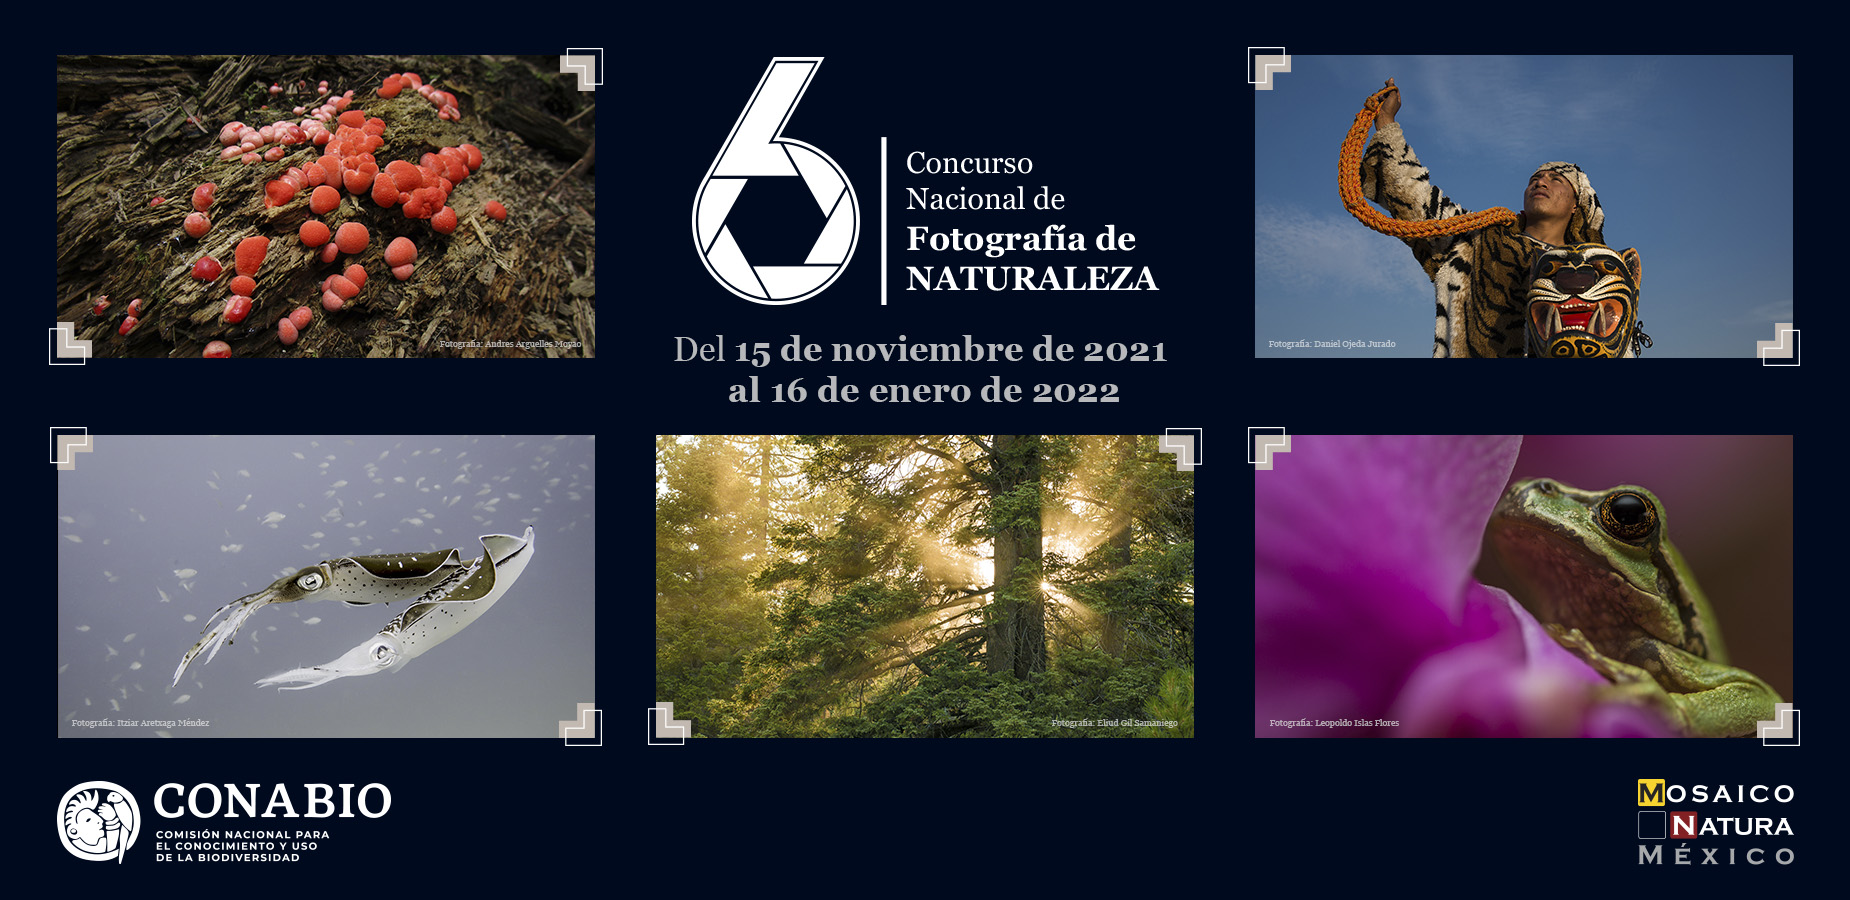 6
Concurso
Nacional de
Fotografía de
NATURALEZA
Del 15 de noviembre de 2021
al 16 de enero de 2022
Fotografía: Andres Arguelles Moyao
Fotografía: Daniel Ojeda Jurado
Fotografía: Itziar Aretxaga Méndez
Fotografía: Eliud Gil Samaniego
Fotografía: Leopoldo Islas Flores
CONABIO
COMISIÓN NACIONAL PARA
EL CONOCIMIENTO Y USO
DE LA BIODIVERSIDAD
MOSAICO
NATURA
MÉXICO